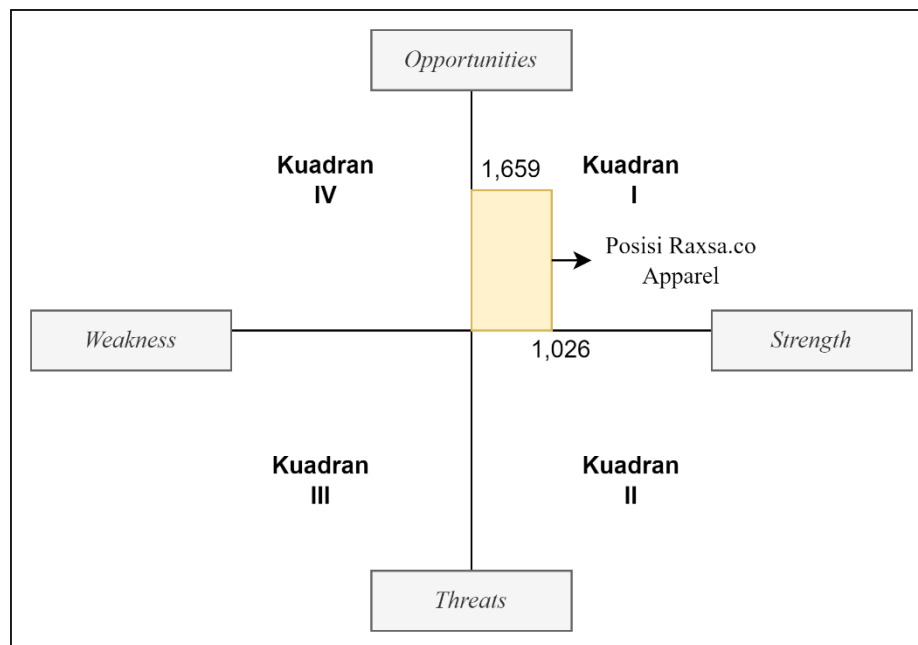 Opportunities
Kuadran
IV
1,659
Kuadran
I
Posisi Raxsa.co
Apparel
Weakness
1,026
Strength
Kuadran
III
Kuadran
II
Threats